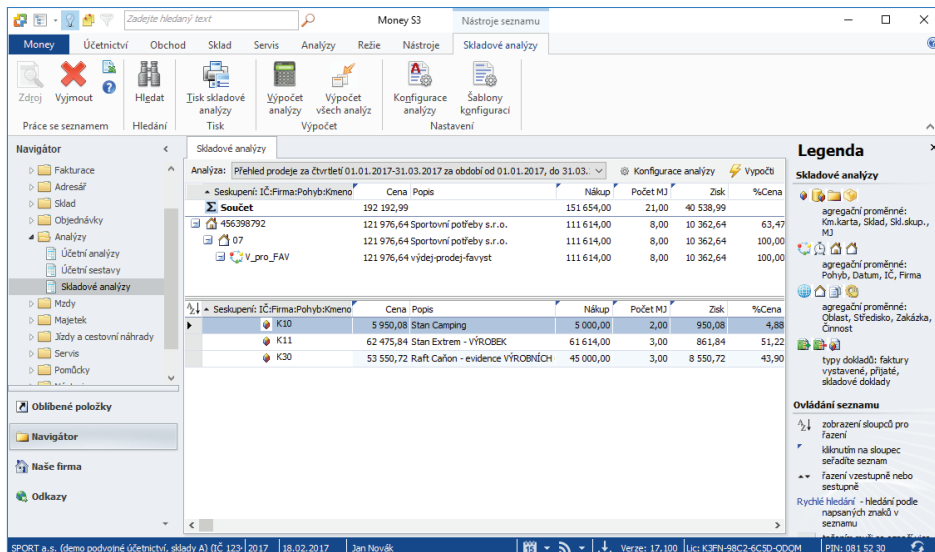 Zadejte hledaný text
Money S3
Nástroje seznamu
Money Účetnictví Obchod Sklad Servis Analýzy Režie Nástroje Skladové analýzy
Zdroj Vyjmout Hledat Tisk skladové analýzy Výpočet analýzy Výpočet všech analýz Konfigurace analýzy Šablony konfigurací
Práce se seznamem Hledání Tisk Výpočet Nastavení
Navigátor
Fakturace
Adresář
Sklad
Objednávky
Analýzy
Účetní analýzy
Účetní sestavy
Skladové analýzy
Mzdy
Majetek
Jízdy a cestovní náhrady
Servis
Pomůcky
Oblíbené položky
Navigátor
Naše firma
Odkazy
Skladové analýzy
Analýza: Přehled prodeje za čtvrtletí 01.01.2017-31.03.2017 za období od 01.01.2017, do 31.03. Konfigurace analýzy Vypočti
Seskupení: IČ:Firma:Pohyb:Kmeno Cena Popis Nákup Počet MJ Zisk %Cena
Σ Součet 192 192,99 151 654,00 21,00 40 538,99
456398792 121 976,64 Sportovní potřeby s.r.o. 111 614,00 8,00 10 362,64 63,47
07 121 976,64 Sportovní potřeby s.r.o. 111 614,00 8,00 10 362,64 100,00
V_pro_FAV 121 976,64 výdej-prodej-favyst 111 614,00 8,00 10 362,64 100,00
Seskupení: IČ:Firma:Pohyb:Kmeno Cena Popis Nákup Počet MJ Zisk %Cena
K10 5 950,08 Stan Camping 5 000,00 2,00 950,08 4,88
K11 62 475,84 Stan Extrem - VÝROBEK 61 614,00 3,00 861,84 51,22
K30 53 550,72 Raft Caňon - evidence VÝROBNÍCH 45 000,00 3,00 8 550,72 43,90
Legenda
Skladové analýzy
agregační proměnné:
Km.karta, Sklad, Skl.skup.,
MJ
agregační proměnné:
Pohyb, Datum, IČ, Firma
agregační proměnné:
Oblast, Středisko, Zakázka,
Činnost
typy dokladů: faktury
vystavené, přijaté,
skladové doklady
Ovládání seznamu
zobrazení sloupců pro
řazení
kliknutím na sloupec
seřadíte seznam
řazení vzestupně nebo
sestupně
Rychlé hledání - hledání podle
napsaných znaků v
seznamu
SPORT a.s. (demo podvojné účetnictví, sklady A) (IČ 123- 2017 18.02.2017 Jan Novák Verze: 17,100 Lic: K3FN-98C2-6C5D-ODOM PIN: 081 52 30